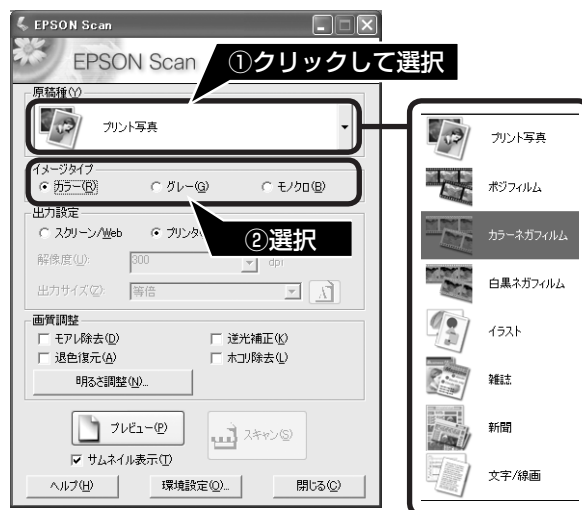 EPSON Scan
EPSON Scan
①クリックして選択
原稿種(Y)
プリント写真
イメージタイプ
カラー(R) グレー(G) モノクロ(B)
②選択
出力設定
スクリーン/Web
解像度(U): 300 dpi
出力サイズ(Z): 等倍
画質調整
モアレ除去(D) 逆光補正(K)
退色復元(A) ホコリ除去(L)
明るさ調整(N)...
プレビュー(P) スキャン(S)
サムネイル表示(T)
ヘルプ(H) 環境設定(O)... 閉じる(C)
プリント写真
ポジフィルム
カラーネガフィルム
白黒ネガフィルム
イラスト
雑誌
新聞
文字/線画